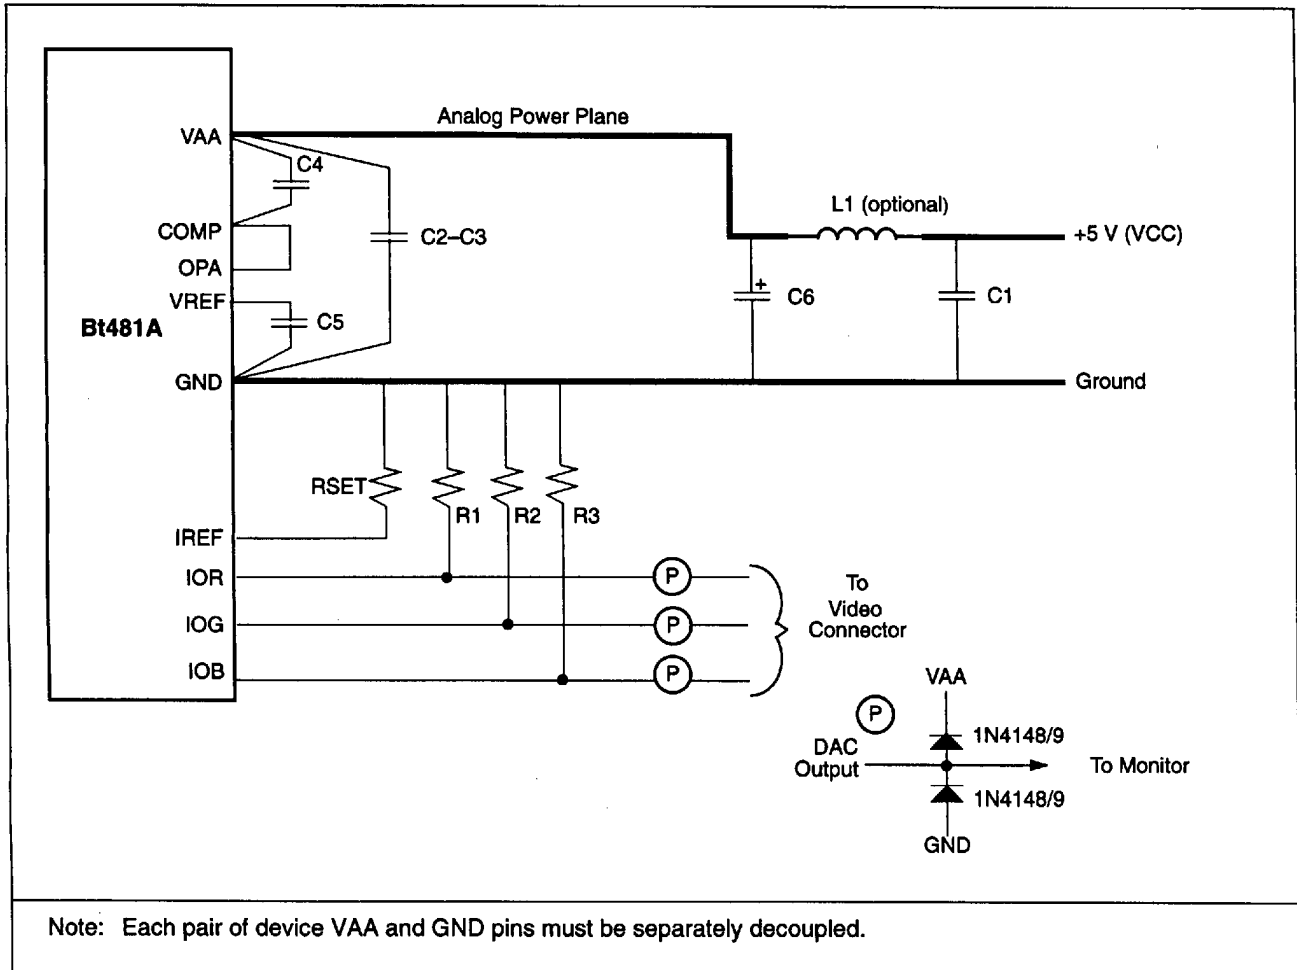 Analog Power Plane
VAA
C4
L1 (optional)
COMP
C2–C3
+5 V (VCC)
OPA
VREF
C6
C1
+
Bt481A
C5
GND
Ground
RSET
R1
R2
R3
IREF
IOR
P
To
Video
Connector
IOG
P
IOB
P
VAA
P
1N4148/9
DAC
Output
To Monitor
1N4148/9
GND
Note: Each pair of device VAA and GND pins must be separately decoupled.